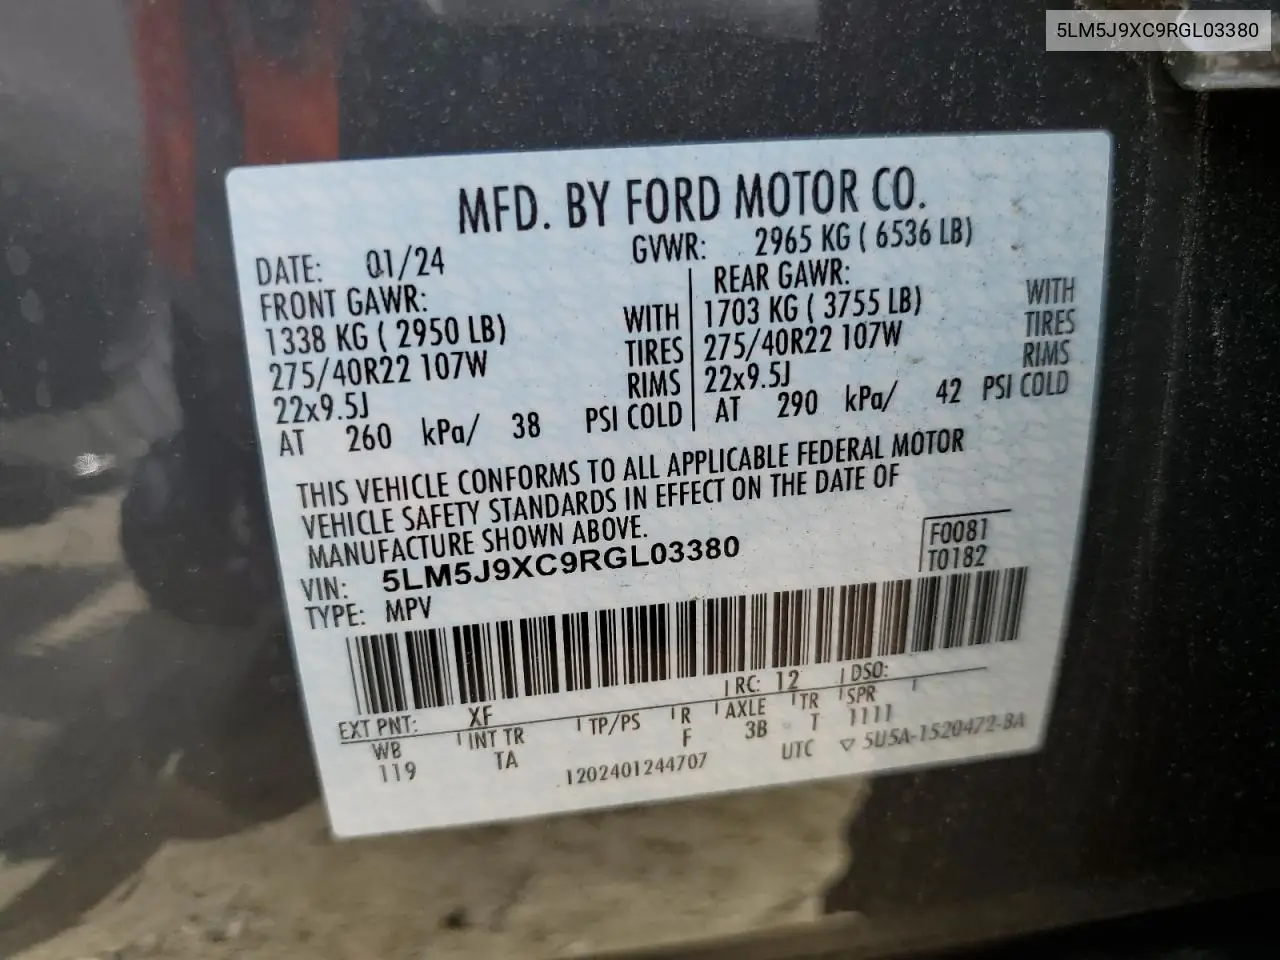 5LM5J9XC9RGL03380
MFD. BY FORD MOTOR CO.
DATE: 01/24 GVWR: 2965 KG ( 6536 LB)
FRONT GAWR: REAR GAWR:
1338 KG ( 2950 LB) WITH 1703 KG ( 3755 LB) WITH
275/40R22 107W TIRES 275/40R22 107W TIRES
22x9.5J RIMS 22x9.5J RIMS
AT 260 kPa/ 38 PSI COLD AT 290 kPa/ 42 PSI COLD
THIS VEHICLE CONFORMS TO ALL APPLICABLE FEDERAL MOTOR
VEHICLE SAFETY STANDARDS IN EFFECT ON THE DATE OF
MANUFACTURE SHOWN ABOVE.
F0081
VIN: 5LM5J9XC9RGL03380
T0182
TYPE: MPV
EXT PNT: XF RC: 12 DSO:
WB INT TR TP/PS R AXLE TR SPR
119 TA F 3B T 1111
1202401244707 UTC ▽ 5U5A-1520472-BA